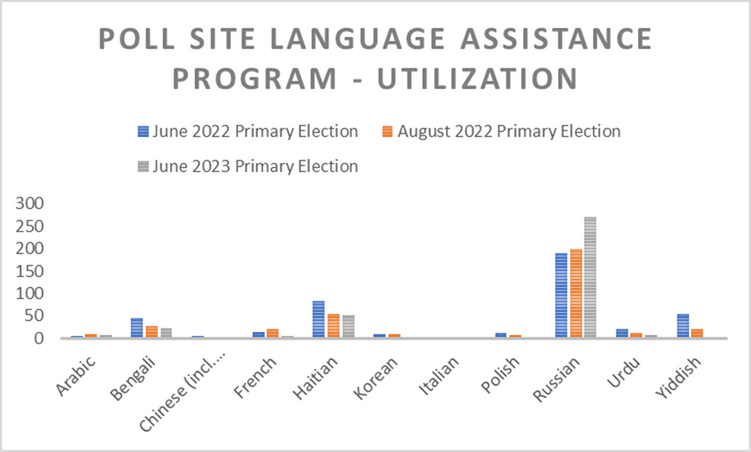 POLL SITE LANGUAGE ASSISTANCE
PROGRAM - UTILIZATION
June 2022 Primary Election
August 2022 Primary Election
June 2023 Primary Election
300
250
200
150
100
50
0
Arabic
Bengali
Chinese (incl....
French
Haitian
Korean
Italian
Polish
Russian
Urdu
Yiddish